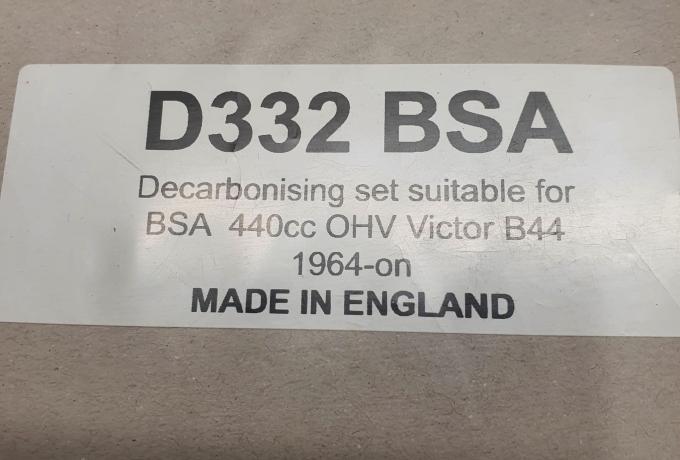 D332 BSA
Decarbonising set suitable for
BSA 440cc OHV Victor B44
1964-on
MADE IN ENGLAND